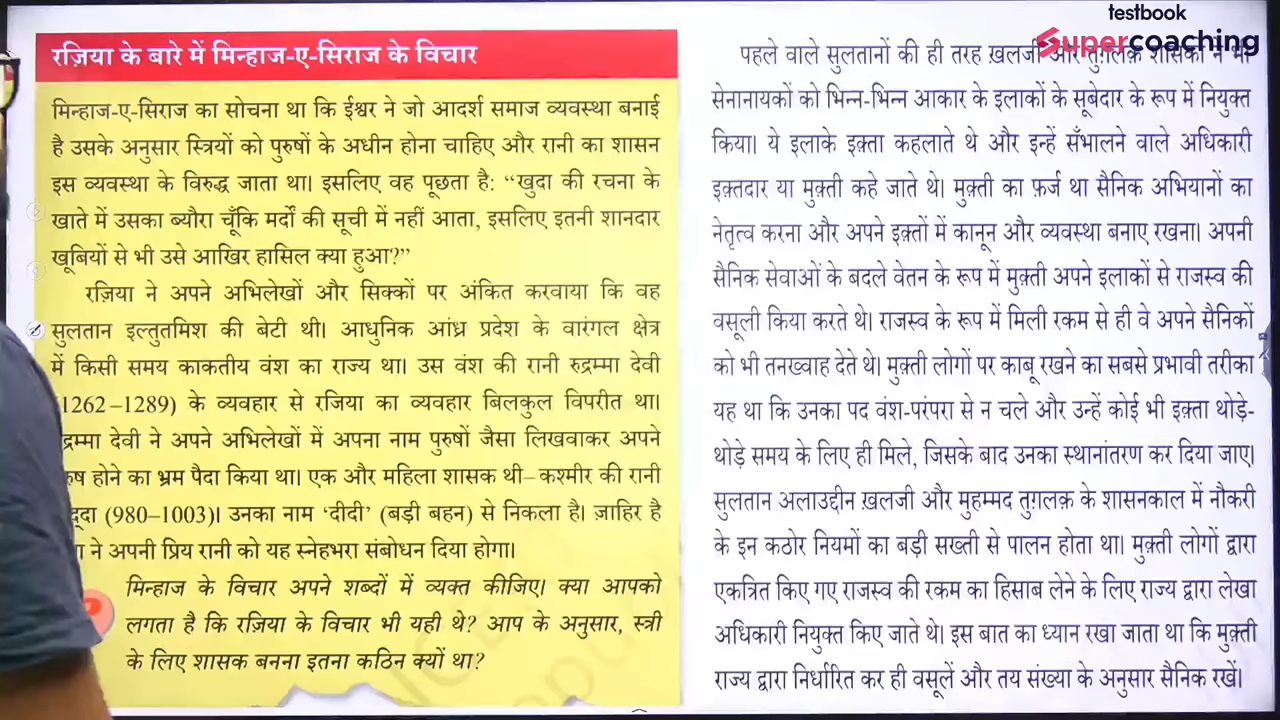 testbook
Supercoaching
रज़िया के बारे में मिन्हाज-ए-सिराज के विचार
मिन्हाज-ए-सिराज का सोचना था कि ईश्वर ने जो आदर्श समाज व्यवस्था बनाई
है उसके अनुसार स्त्रियों को पुरुषों के अधीन होना चाहिए और रानी का शासन
इस व्यवस्था के विरुद्ध जाता था। इसलिए वह पूछता है: “खुदा की रचना के
खाते में उसका ब्यौरा चूँकि मर्दों की सूची में नहीं आता, इसलिए इतनी शानदार
खूबियों से भी उसे आखिर हासिल क्या हुआ?”
रज़िया ने अपने अभिलेखों और सिक्कों पर अंकित करवाया कि वह
सुलतान इल्तुतमिश की बेटी थी। आधुनिक आंध्र प्रदेश के वारंगल क्षेत्र
में किसी समय काकतीय वंश का राज्य था। उस वंश की रानी रुद्रम्मा देवी
1262–1289) के व्यवहार से रजिया का व्यवहार बिलकुल विपरीत था।
देवी ने अपने अभिलेखों में अपना नाम पुरुषों जैसा लिखवाकर अपने
होने का भ्रम पैदा किया था। एक और महिला शासक थी–कश्मीर की रानी
(980–1003)। उनका नाम ‘दीदी’ (बड़ी बहन) से निकला है। ज़ाहिर है
ने अपनी प्रिय रानी को यह स्नेहभरा संबोधन दिया होगा।
मिन्हाज के विचार अपने शब्दों में व्यक्त कीजिए। क्या आपको
लगता है कि रज़िया के विचार भी यही थे? आप के अनुसार, स्त्री
के लिए शासक बनना इतना कठिन क्यों था?
पहले वाले सुलतानों की ही तरह ख़लजी और तुग़लक़ शासकों ने भी
सेनानायकों को भिन्न-भिन्न आकार के इलाकों के सूबेदार के रूप में नियुक्त
किया। ये इलाके इक़्ता कहलाते थे और इन्हें सँभालने वाले अधिकारी
इक़्तदार या मुक़्ती कहे जाते थे। मुक़्ती का फ़र्ज था सैनिक अभियानों का
नेतृत्व करना और अपने इक़्तों में कानून और व्यवस्था बनाए रखना। अपनी
सैनिक सेवाओं के बदले वेतन के रूप में मुक़्ती अपने इलाकों से राजस्व की
वसूली किया करते थे। राजस्व के रूप में मिली रकम से ही वे अपने सैनिकों
को भी तनख्वाह देते थे। मुक़्ती लोगों पर काबू रखने का सबसे प्रभावी तरीका
यह था कि उनका पद वंश-परंपरा से न चले और उन्हें कोई भी इक़्ता थोड़े-
थोड़े समय के लिए ही मिले, जिसके बाद उनका स्थानांतरण कर दिया जाए।
सुलतान अलाउद्दीन ख़लजी और मुहम्मद तुग़लक़ के शासनकाल में नौकरी
के इन कठोर नियमों का बड़ी सख्ती से पालन होता था। मुक़्ती लोगों द्वारा
एकत्रित किए गए राजस्व की रकम का हिसाब लेने के लिए राज्य द्वारा लेखा
अधिकारी नियुक्त किए जाते थे। इस बात का ध्यान रखा जाता था कि मुक़्ती
राज्य द्वारा निर्धारित कर ही वसूलें और तय संख्या के अनुसार सैनिक रखें।